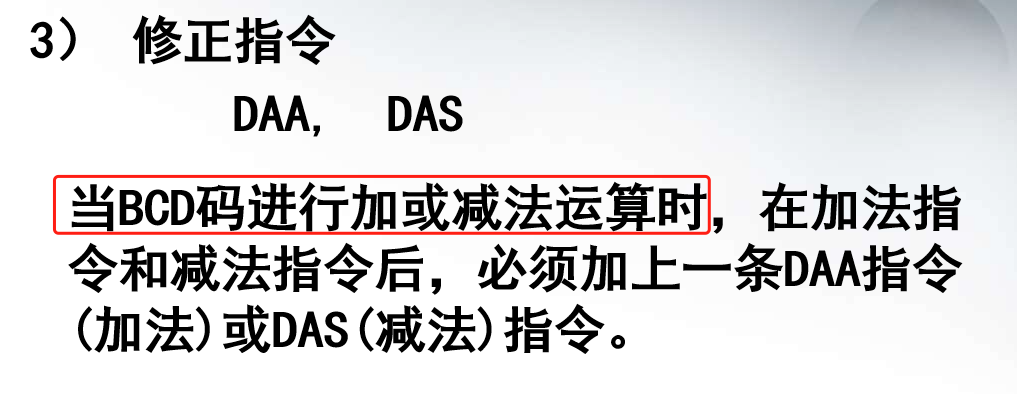 3） 修正指令
DAA, DAS
当BCD码进行加或减法运算时，在加法指
令和减法指令后，必须加上一条DAA指令
(加法)或DAS(减法)指令。